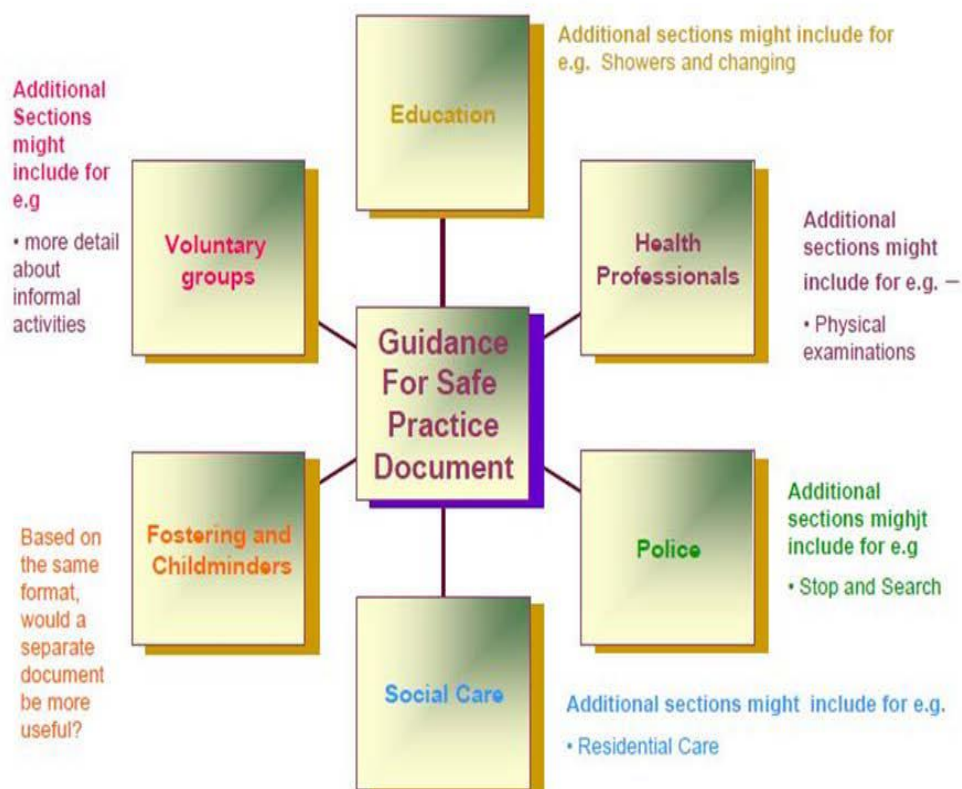 Education
Additional sections might include for
e.g. Showers and changing
Additional
Sections
might
include for
e.g
• more detail
about
informal
activities
Voluntary
groups
Health
Professionals
Additional
sections might
include for e.g. –
• Physical
examinations
Guidance
For Safe
Practice
Document
Based on
the same
format,
would a
separate
document
be more
useful?
Fostering and
Childminders
Police
Additional
sections mighjt
include for e.g
• Stop and Search
Social Care
Additional sections might include for e.g.
• Residential Care